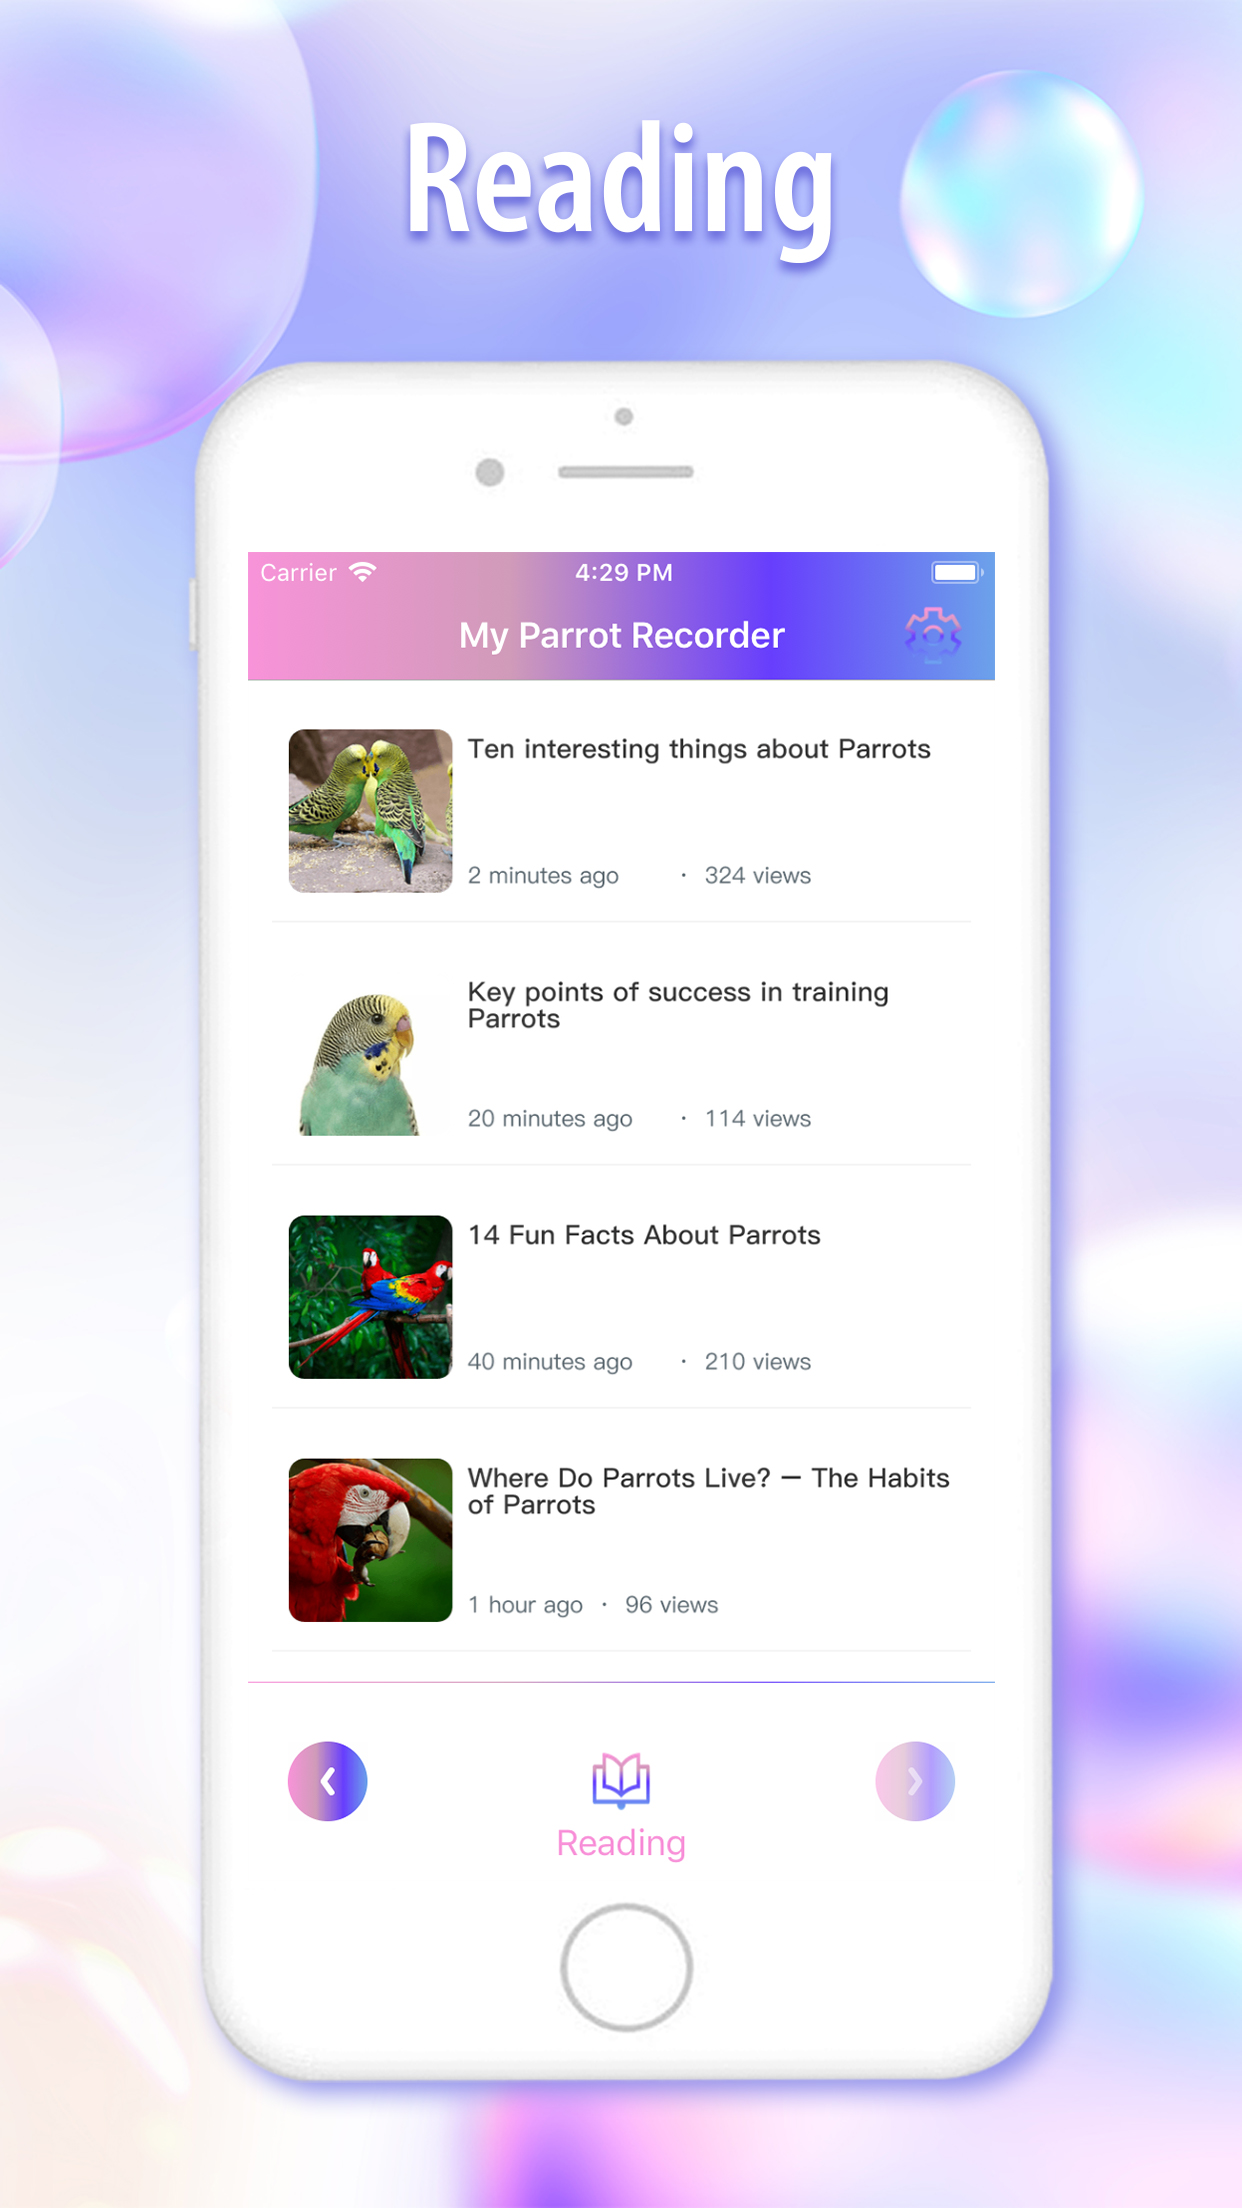 Reading
Carrier
4:29 PM
My Parrot Recorder
Ten interesting things about Parrots
2 minutes ago · 324 views
Key points of success in training
Parrots
20 minutes ago · 114 views
14 Fun Facts About Parrots
40 minutes ago · 210 views
Where Do Parrots Live? — The Habits
of Parrots
1 hour ago · 96 views
Reading